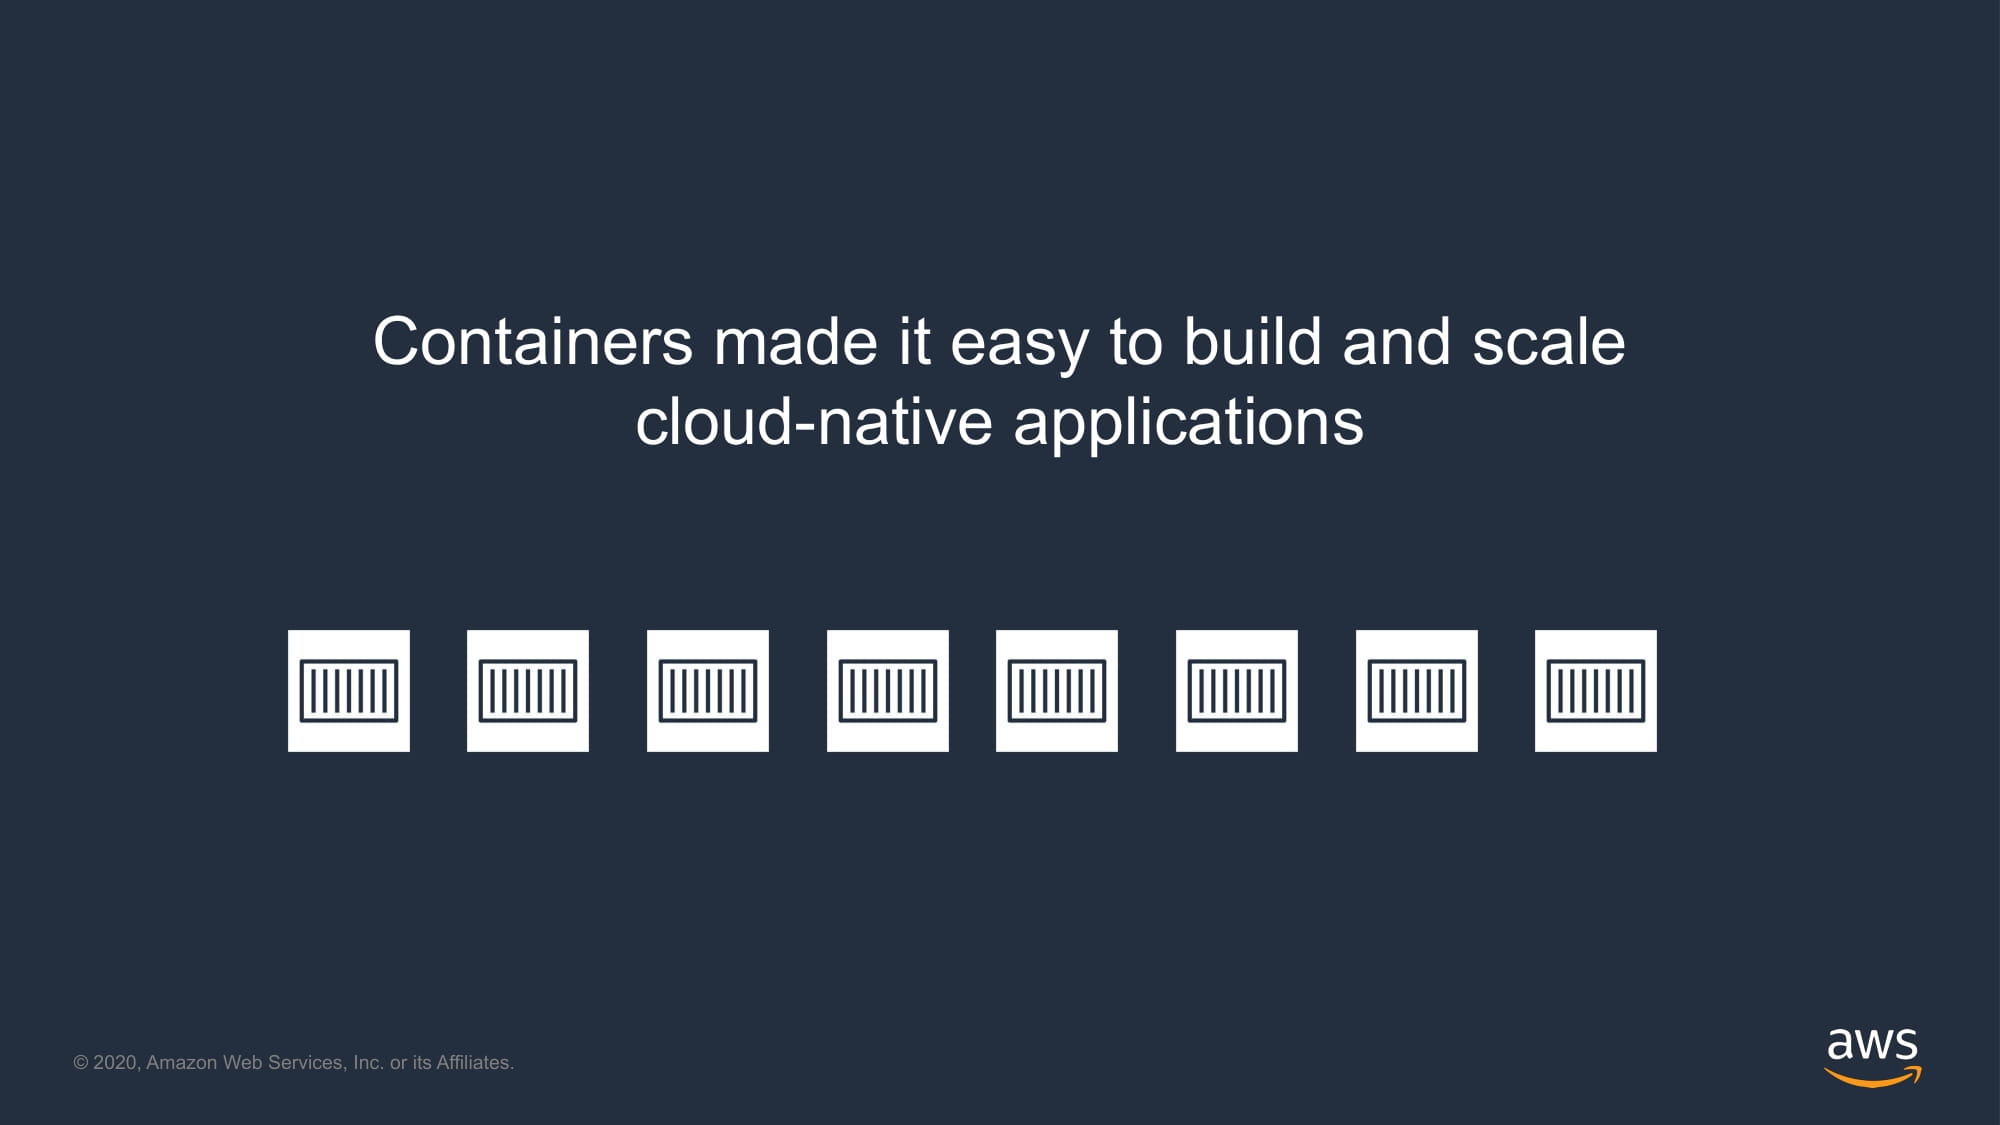 Containers made it easy to build and scale
cloud-native applications
© 2020, Amazon Web Services, Inc. or its Affiliates.
aws